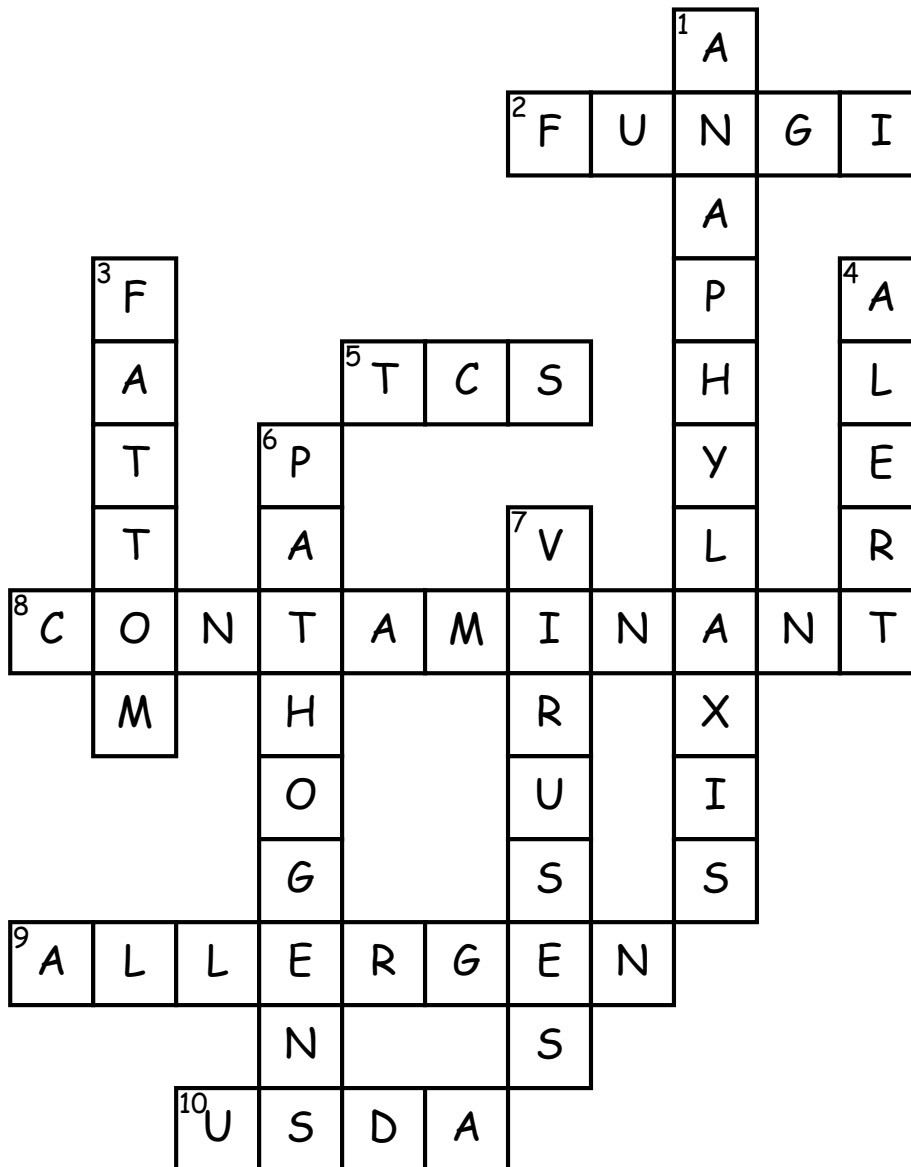 1 A
2 F U N G I
A
3 F P 4 A
A 5 T C S H L
T 6 P Y E
T A 7 V L R
8 C O N T A M I N A N T
M H R X
O U I
G S S
9 A L L E R G E N
N S
10 U S D A